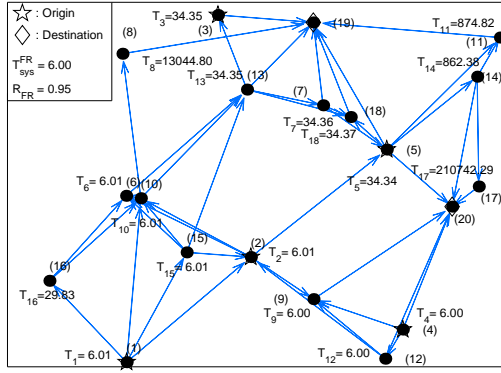 : Origin
: Destination
T_sys^FR = 6.00
R_FR = 0.95
(8)
T_3=34.35
(3)
(19)
T_11=874.82
(11)
T_8=13044.80
T_13=34.35 (13)
T_14=862.38
(14)
(7)
T_7=34.36
(18)
T_18=34.37
(5)
T_5=34.34
T_17=210742.29
(17)
(20)
T_6=6.01
(6)
(10)
T_10=6.01
(15)
T_15=6.01
(2)
T_2=6.01
(16)
T_16=29.83
(9)
T_9=6.00
T_4=6.00
(4)
T_12=6.00
(12)
T_1=6.01
(1)